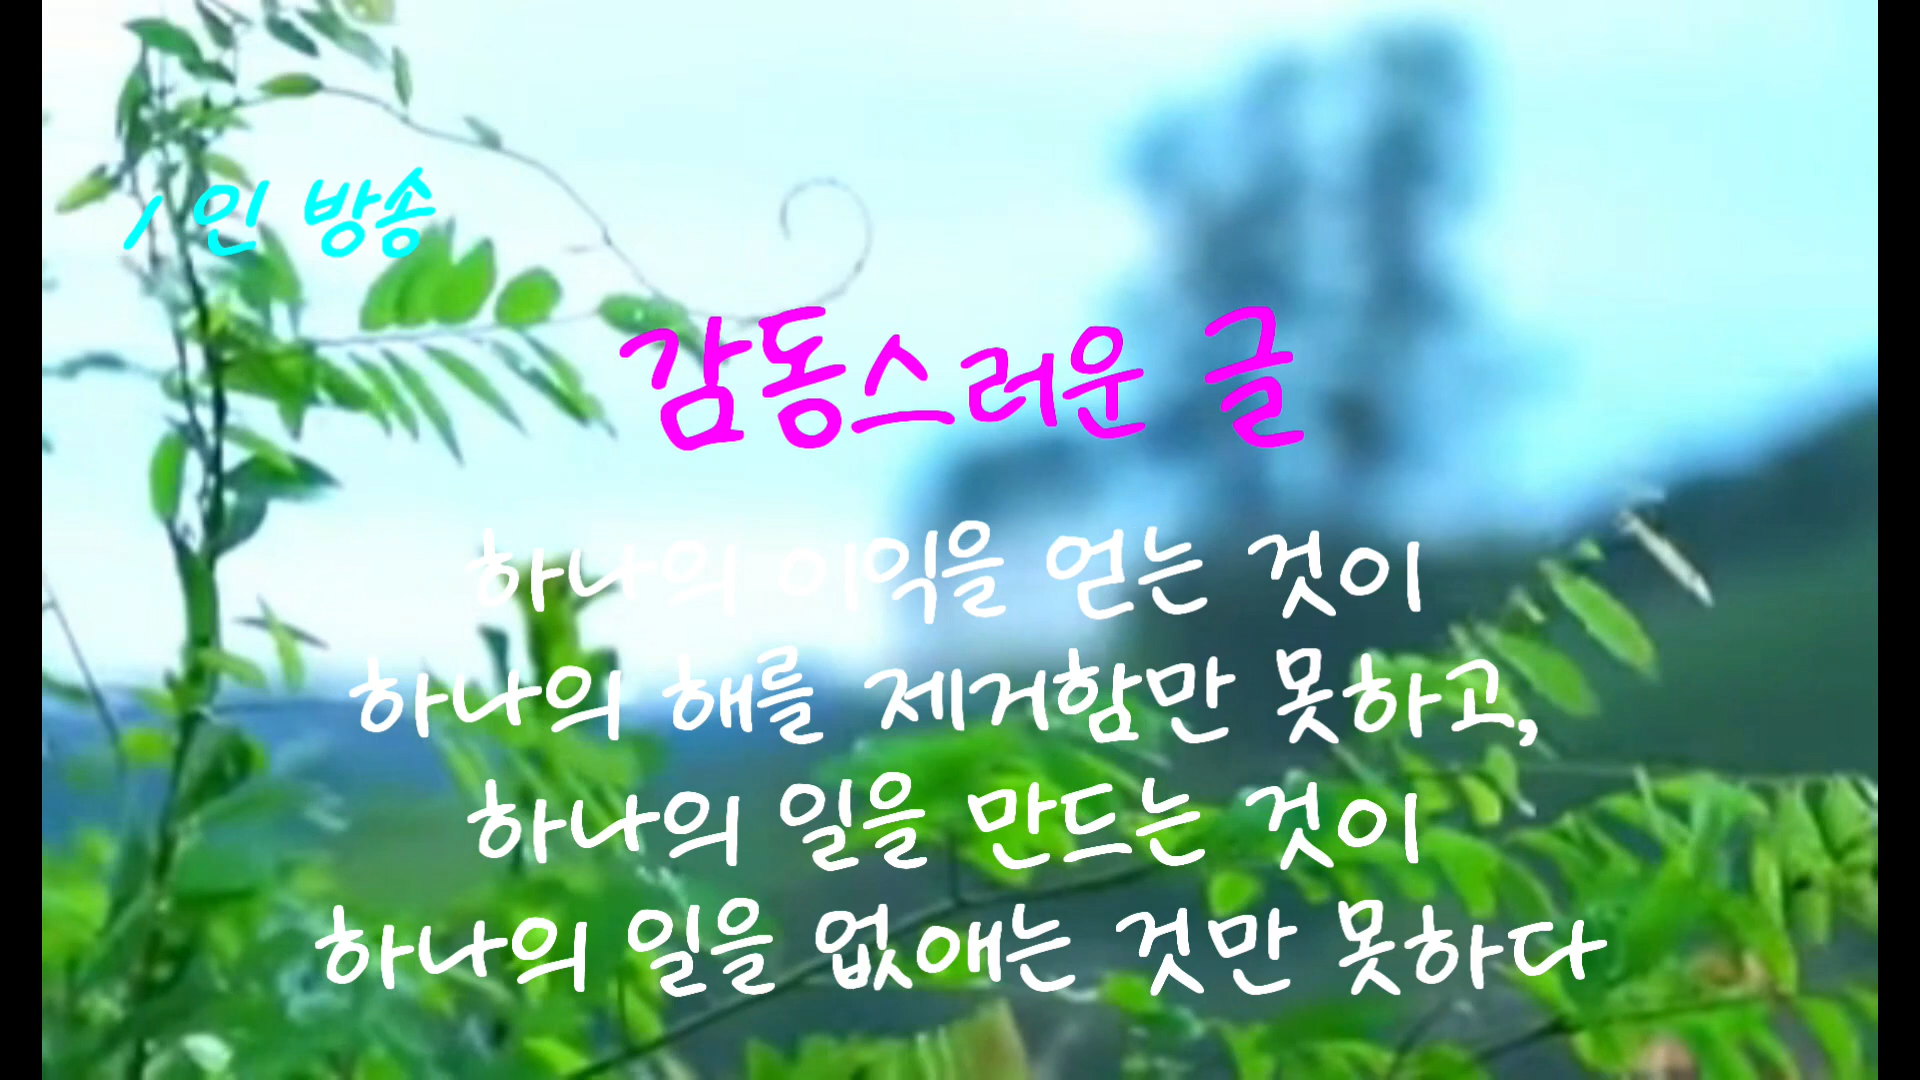 1인 방송
감동스러운 글
하나의 이익을 얻는 것이
하나의 해를 제거함만 못하고,
하나의 일을 만드는 것이
하나의 일을 없애는 것만 못하다